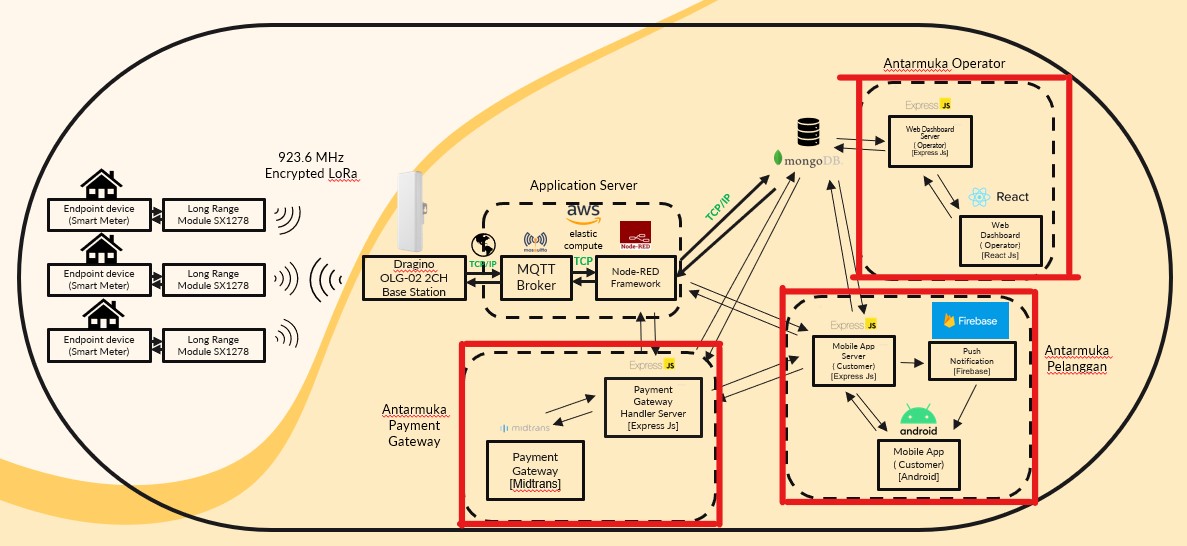 Antarmuka Operator
Express JS
Web Dashboard
Server
( Operator)
[Express Js]
mongoDB.
React
Web
Dashboard
( Operator)
[React Js]
923.6 MHz
Encrypted LoRa
Endpoint device
(Smart Meter)
Long Range
Module SX1278
Endpoint device
(Smart Meter)
Long Range
Module SX1278
Endpoint device
(Smart Meter)
Long Range
Module SX1278
Dragino
OLG-02 2CH
Base Station
Application Server
aws
elastic
compute
mosquitto
Node-RED
TCP/IP
TCP
TCP/IP
MQTT
Broker
Node-RED
Framework
Antarmuka
Payment
Gateway
Express JS
Payment
Gateway
Handler Server
[Express Js]
midtrans
Payment
Gateway
[Midtrans]
Express JS
Mobile App
Server
( Customer)
[Express Js]
Firebase
Push
Notification
[Firebase]
android
Mobile App
( Customer)
[Android]
Antarmuka
Pelanggan